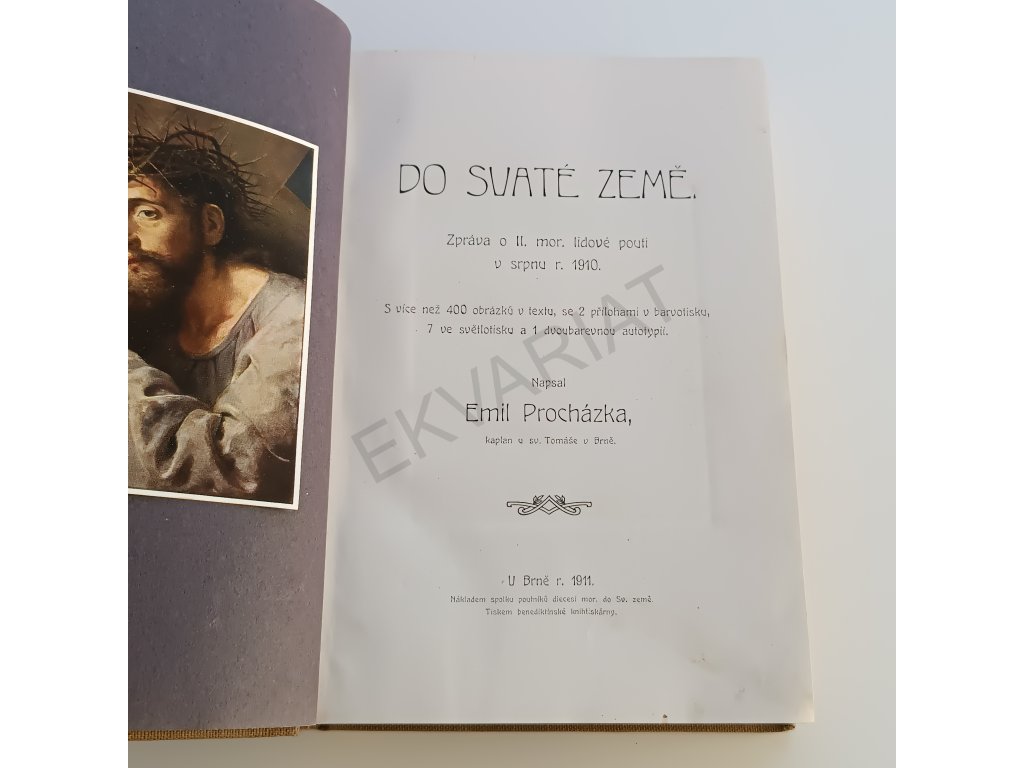 DO SVATÉ ZEMĚ.
Zpráva o II. mor. lidové pouti
v srpnu r. 1910.
S více než 400 obrázků v textu, se 2 přílohami v barvotisku,
7 ve světlotisku a 1 dvoubarevnou autotypií.
Napsal
Emil Procházka,
kaplan u sv. Tomáše v Brně.
U Brně r. 1911.
Nákladem spolku poutníků diecesí mor. do Sv. země.
Tiskem benediktinské knihtiskárny.
EKVARIAT